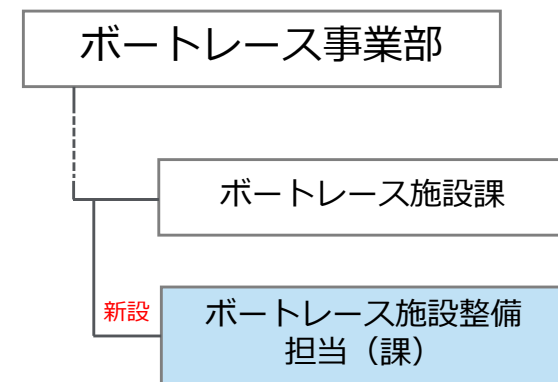 ボートレース事業部
ボートレース施設課
新設
ボートレース施設整備
担当（課）